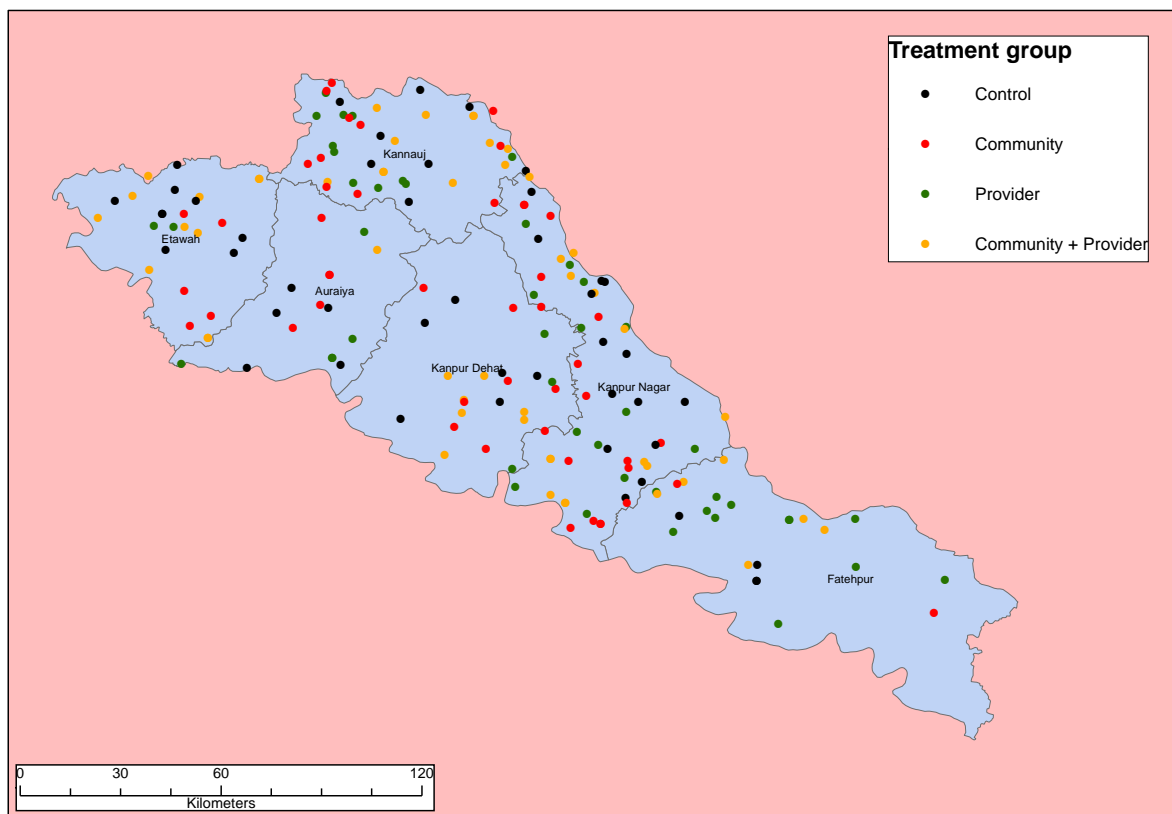 Treatment group
Control
Community
Provider
Community + Provider
Kannauj
Etawah
Auraiya
Kanpur Dehat
Kanpur Nagar
Fatehpur
0 30 60 120
Kilometers